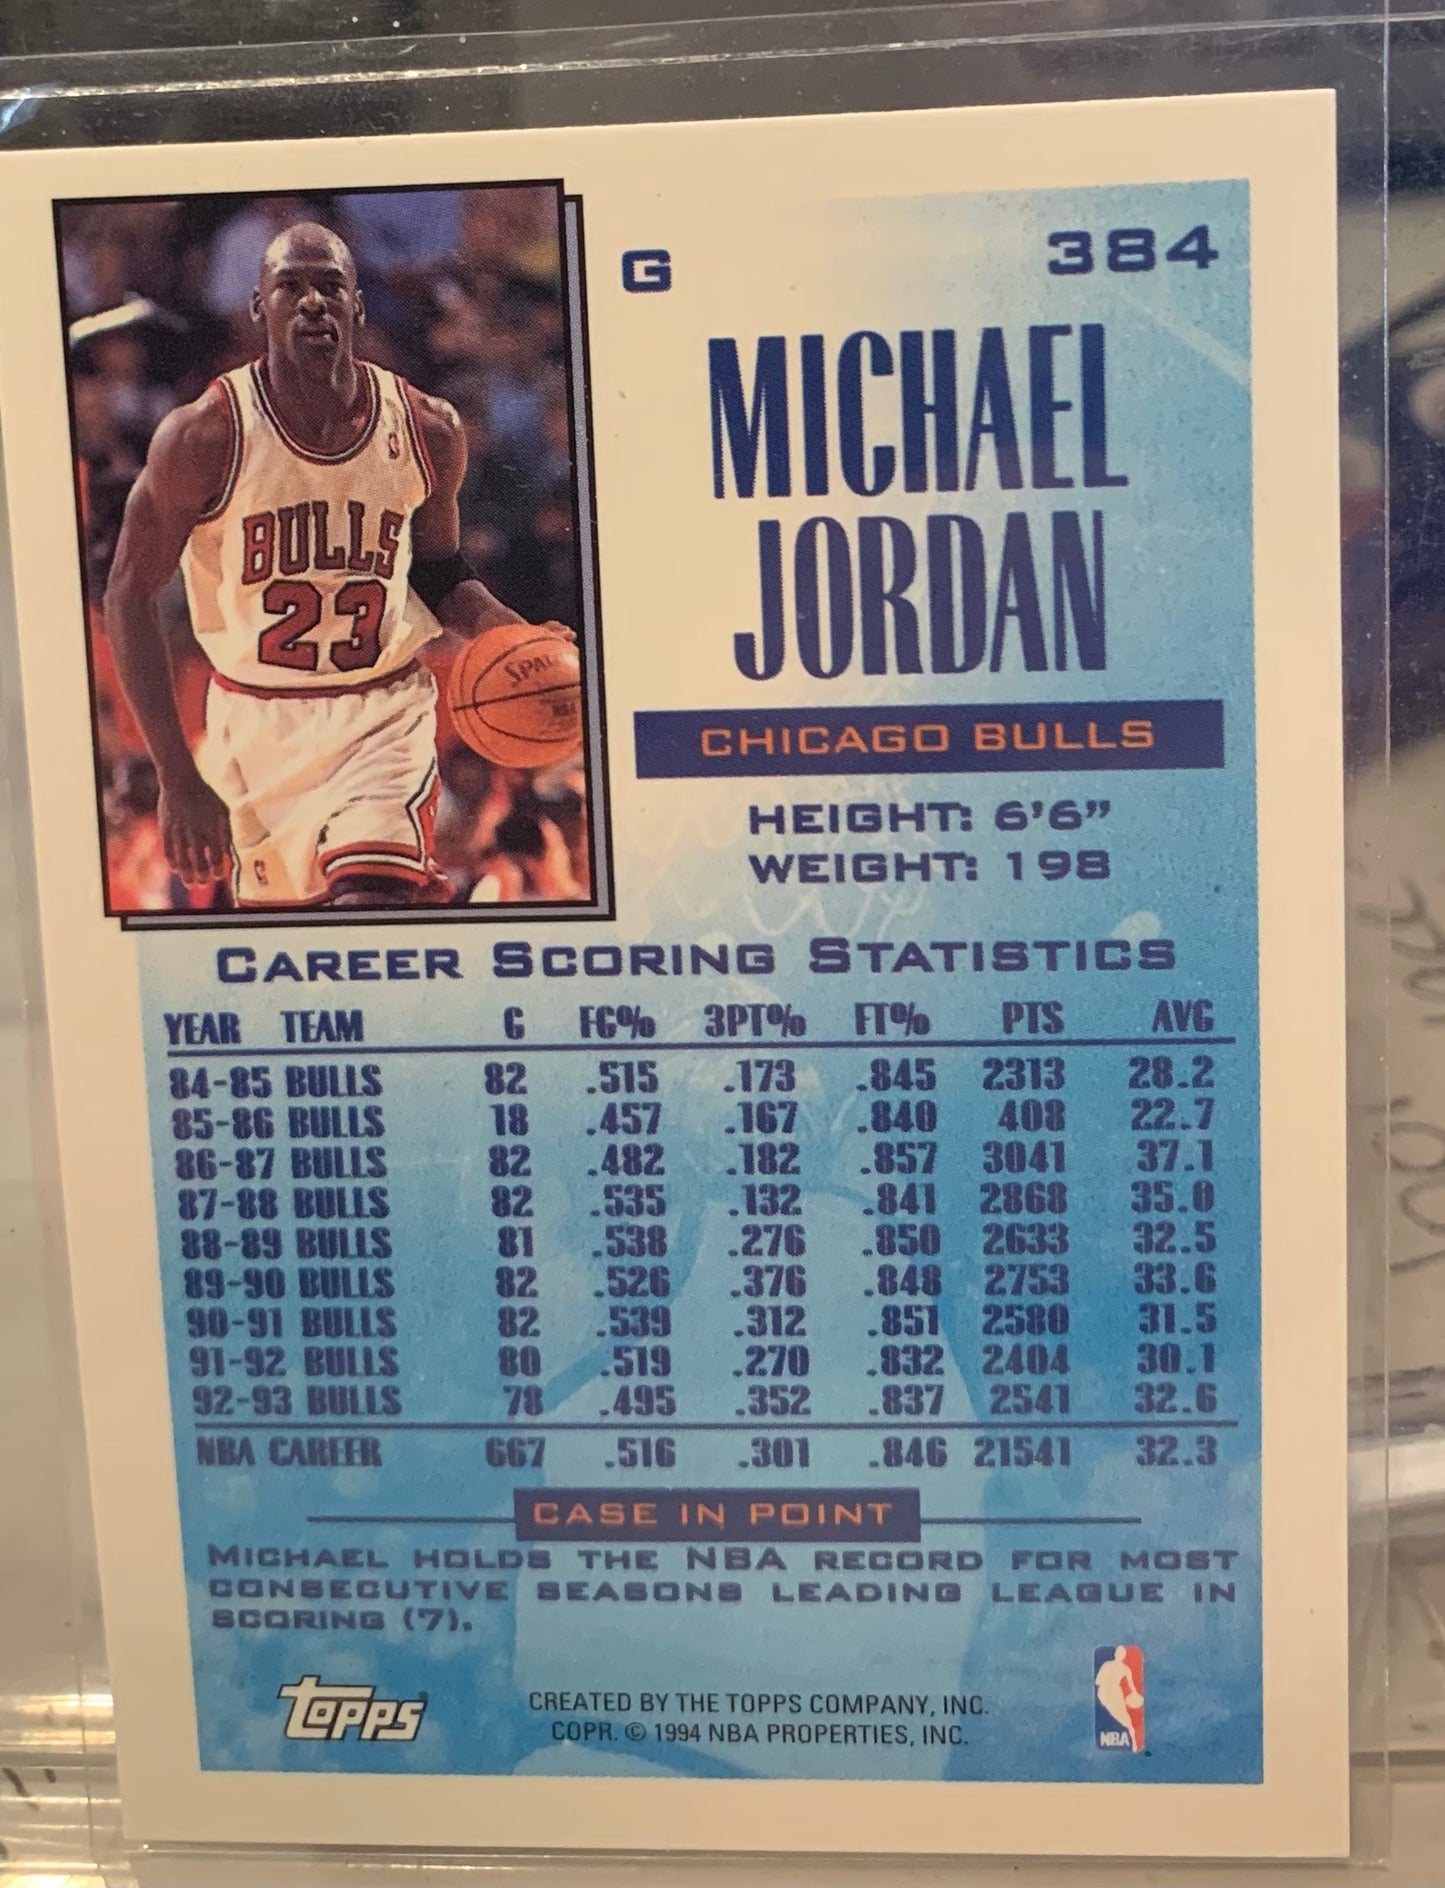 G
384
MICHAEL
JORDAN
CHICAGO BULLS
HEIGHT: 6'6"
WEIGHT: 198
BULLS
23
CAREER SCORING STATISTICS
YEAR TEAM G FG% 3PT% FT% PTS AVG
84-85 BULLS 82 .515 .173 .845 2313 28.2
85-86 BULLS 18 .457 .167 .840 408 22.7
86-87 BULLS 82 .482 .182 .857 3041 37.1
87-88 BULLS 82 .535 .132 .841 2868 35.0
88-89 BULLS 81 .538 .276 .850 2633 32.5
89-90 BULLS 82 .526 .376 .848 2753 33.6
90-91 BULLS 82 .539 .312 .851 2580 31.5
91-92 BULLS 80 .519 .270 .832 2404 30.1
92-93 BULLS 78 .495 .352 .837 2541 32.6
NBA CAREER 667 .516 .301 .846 21541 32.3
CASE IN POINT
MICHAEL HOLDS THE NBA RECORD FOR MOST
CONSECUTIVE SEASONS LEADING LEAGUE IN
SCORING (7).
TOPPS
CREATED BY THE TOPPS COMPANY, INC.
COPR. © 1994 NBA PROPERTIES, INC.
NBA